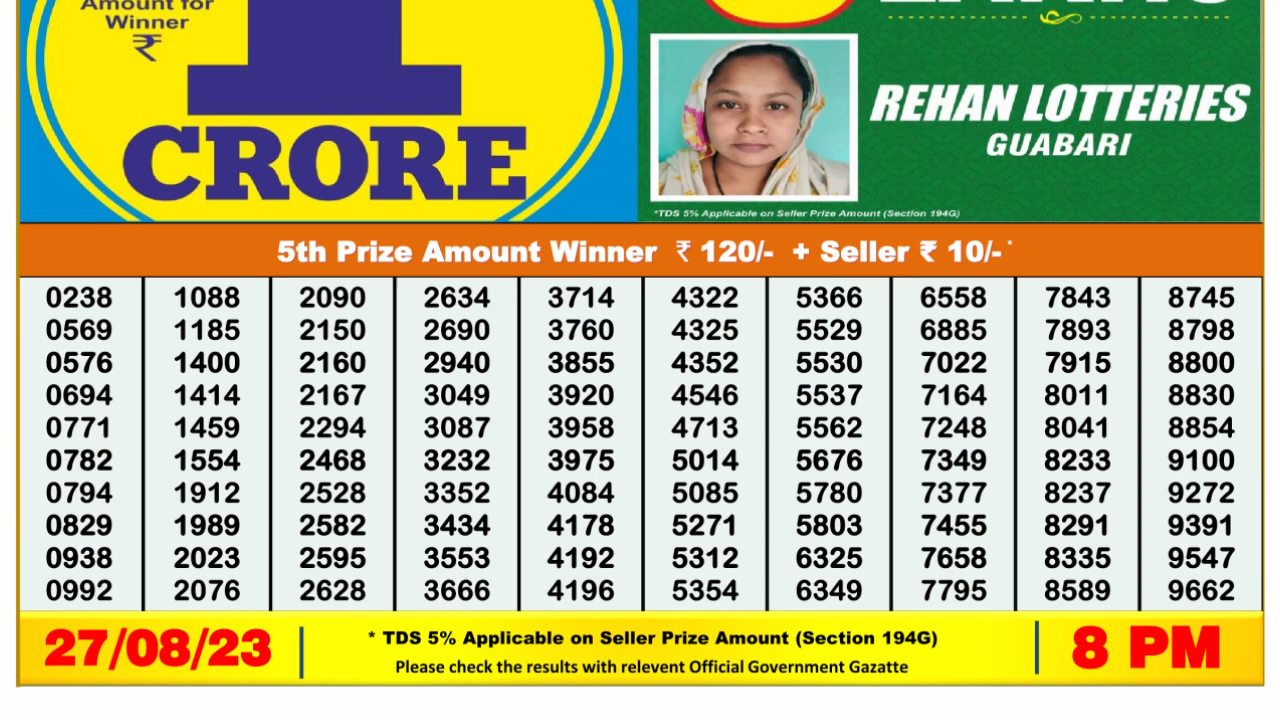 Amount for
Winner
₹
1
CRORE
REHAN LOTTERIES
GUABARI
*TDS 5% Applicable on Seller Prize Amount (Section 194G)
5th Prize Amount Winner ₹ 120/- + Seller ₹ 10/- *
0238 1088 2090 2634 3714 4322 5366 6558 7843 8745
0569 1185 2150 2690 3760 4325 5529 6885 7893 8798
0576 1400 2160 2940 3855 4352 5530 7022 7915 8800
0694 1414 2167 3049 3920 4546 5537 7164 8011 8830
0771 1459 2294 3087 3958 4713 5562 7248 8041 8854
0782 1554 2468 3232 3975 5014 5676 7349 8233 9100
0794 1912 2528 3352 4084 5085 5780 7377 8237 9272
0829 1989 2582 3434 4178 5271 5803 7455 8291 9391
0938 2023 2595 3553 4192 5312 6325 7658 8335 9547
0992 2076 2628 3666 4196 5354 6349 7795 8589 9662
27/08/23
* TDS 5% Applicable on Seller Prize Amount (Section 194G)
Please check the results with relevent Official Government Gazatte
8 PM